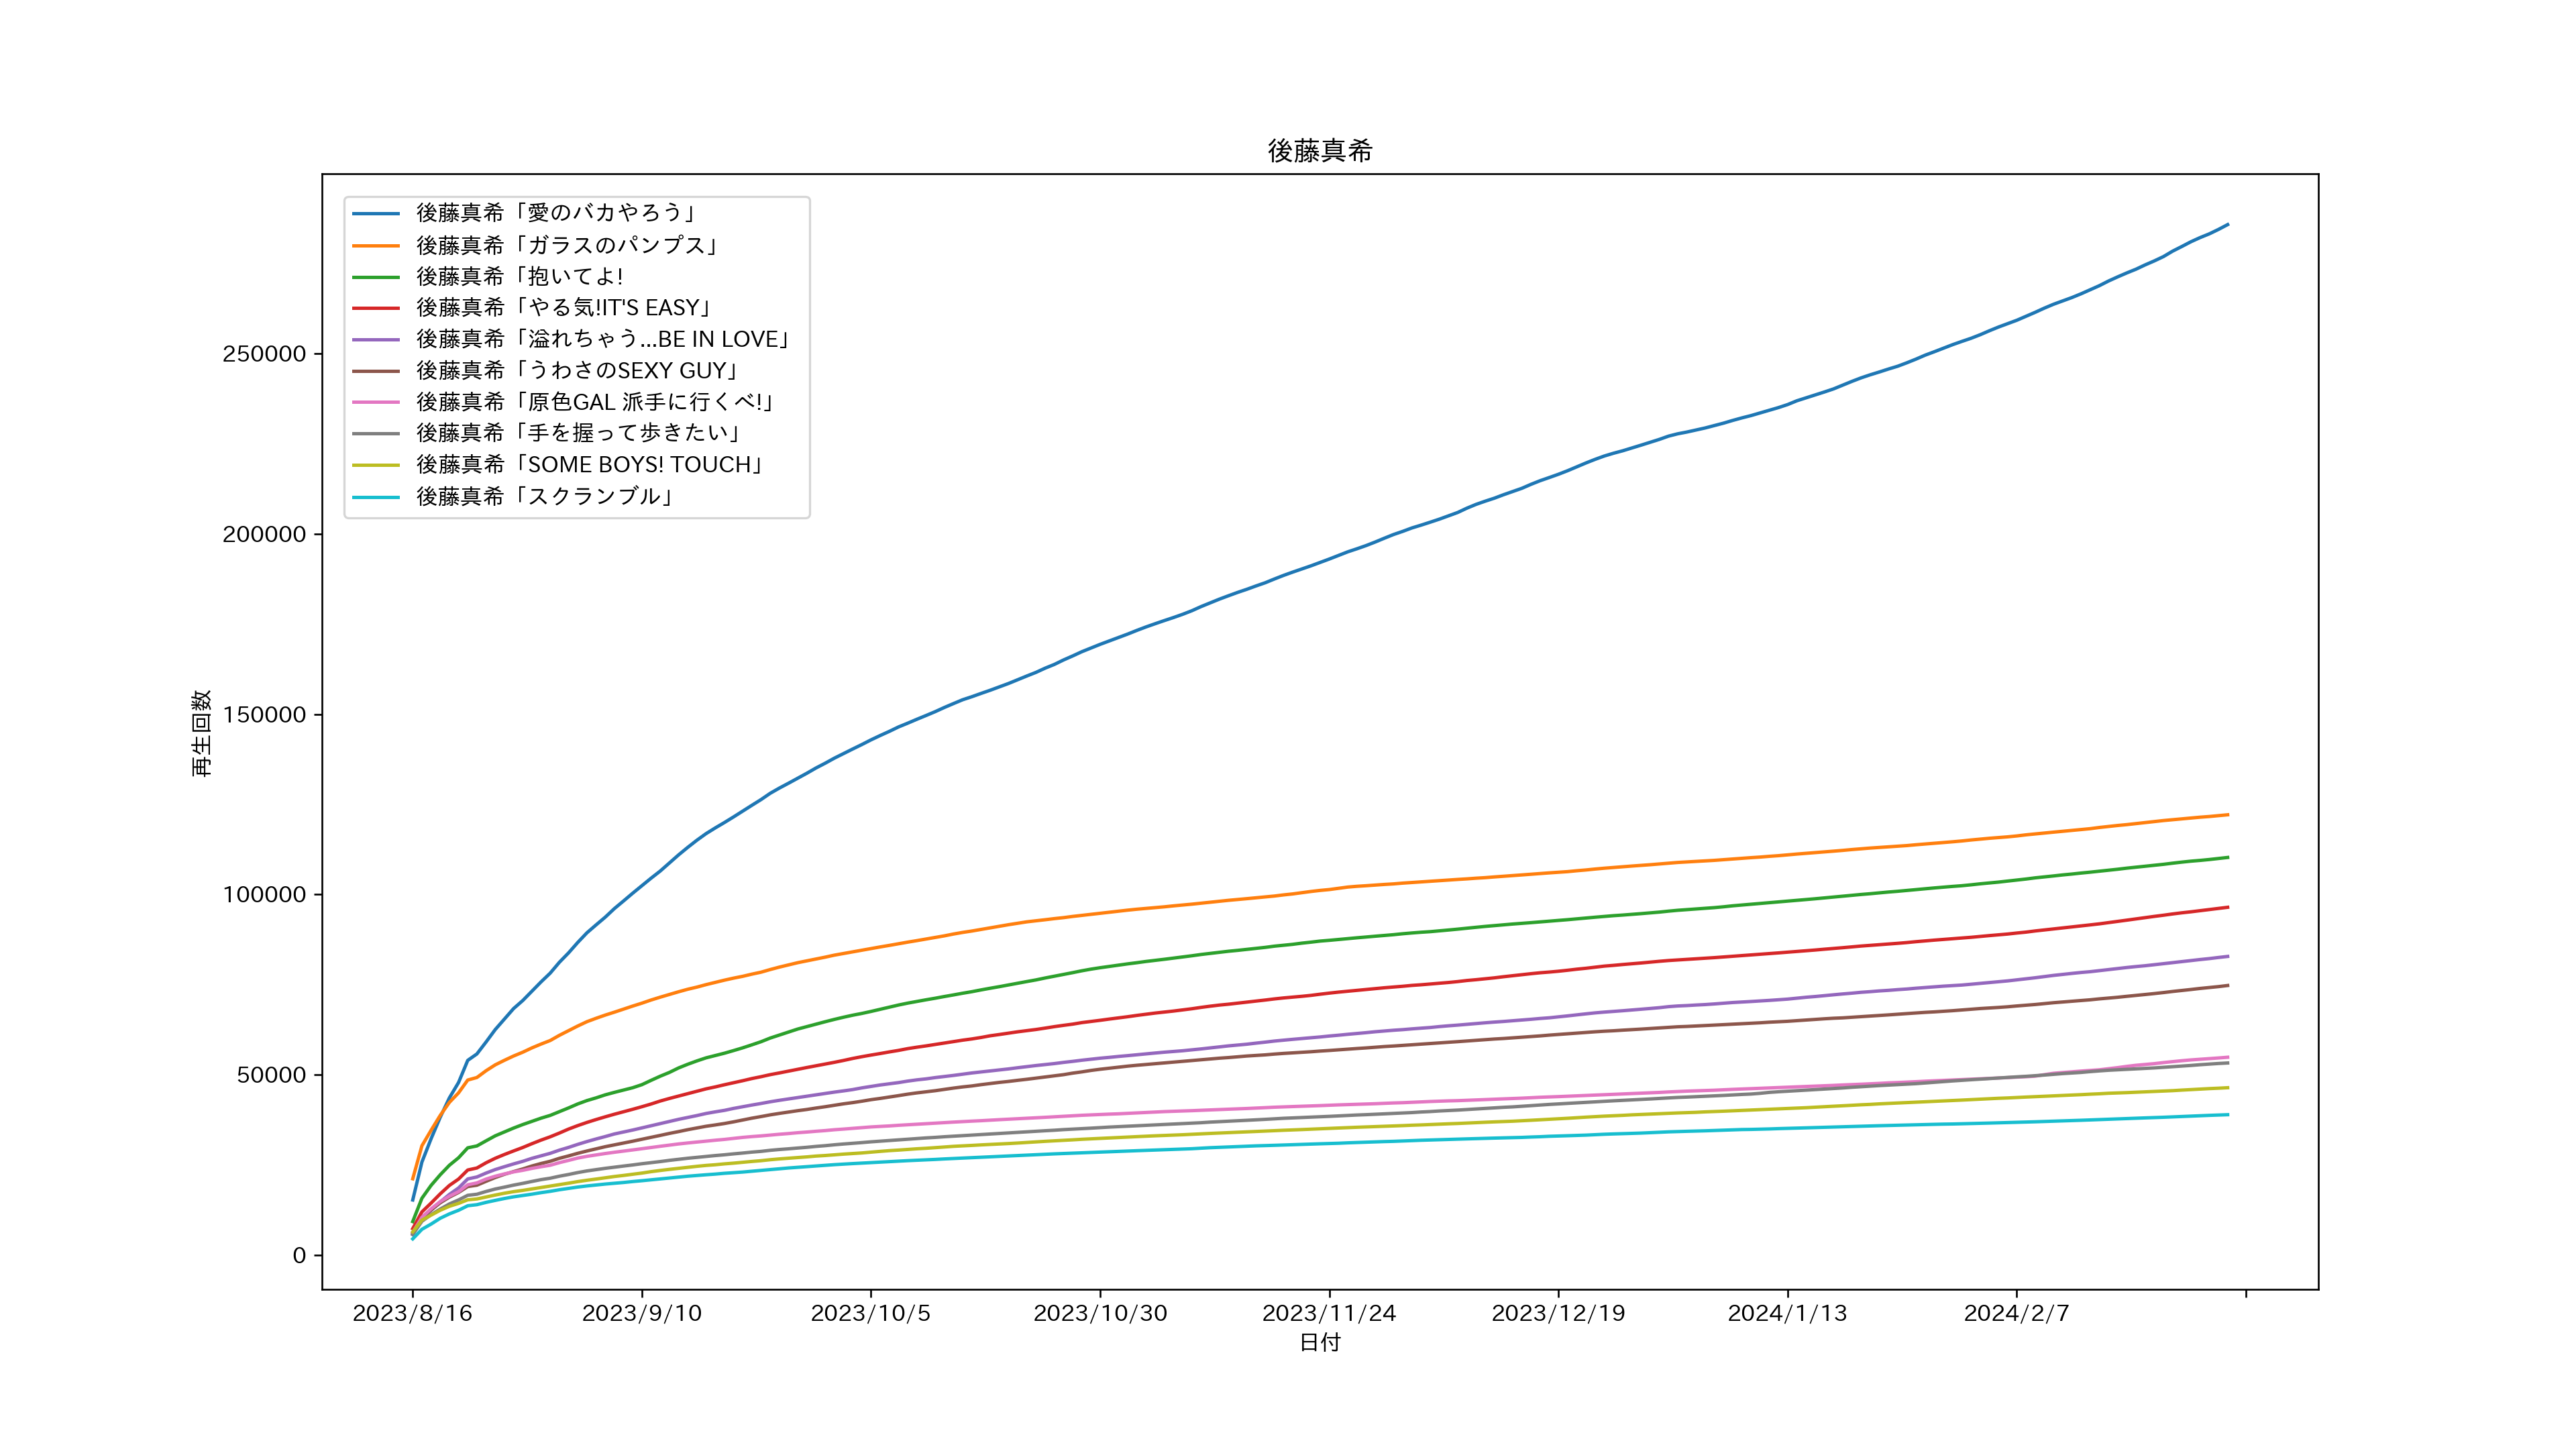 後藤真希
後藤真希「愛のバカやろう」
後藤真希「ガラスのパンプス」
後藤真希「抱いてよ!
後藤真希「やる気!IT'S EASY」
後藤真希「溢れちゃう...BE IN LOVE」
後藤真希「うわさのSEXY GUY」
後藤真希「原色GAL 派手に行くべ!」
後藤真希「手を握って歩きたい」
後藤真希「SOME BOYS! TOUCH」
後藤真希「スクランブル」
250000
200000
150000
100000
50000
0
再生回数
2023/8/16 2023/9/10 2023/10/5 2023/10/30 2023/11/24 2023/12/19 2024/1/13 2024/2/7
日付